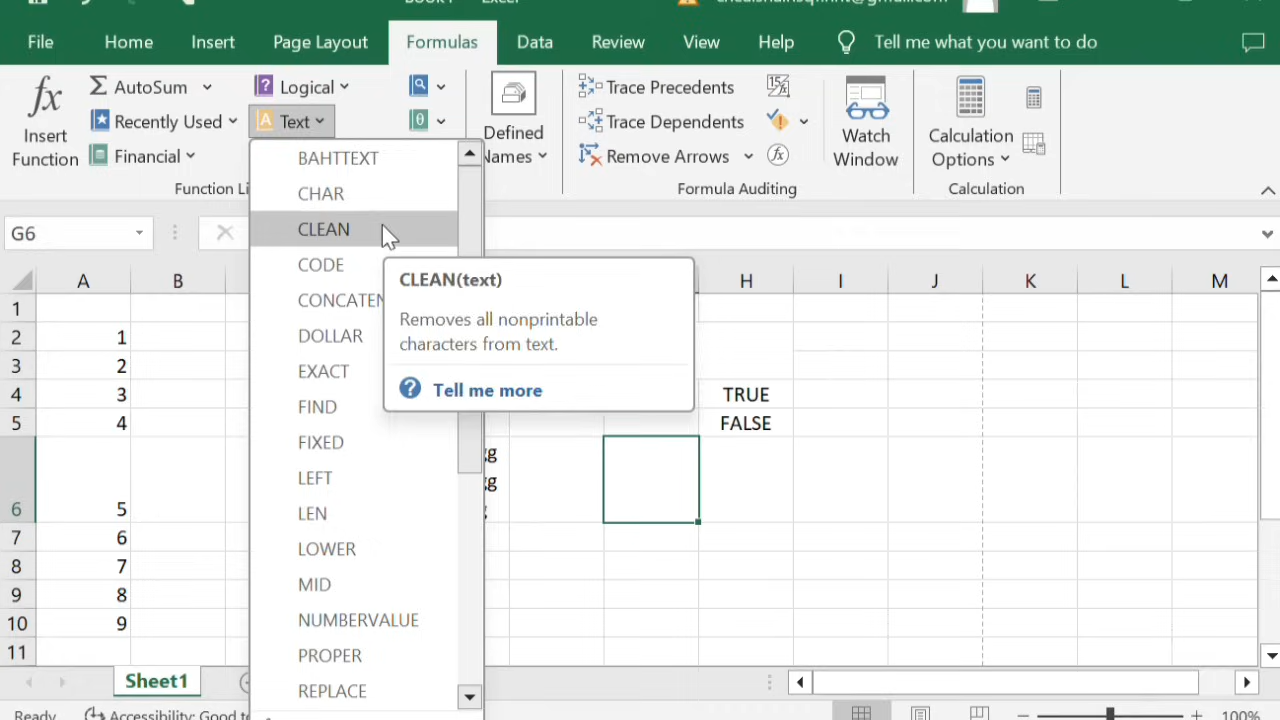 File Home Insert Page Layout Formulas Data Review View Help Tell me what you want to do
fx
Insert
Function
AutoSum
Recently Used
Financial
Logical
Text
Defined
Names
Trace Precedents
Trace Dependents
Remove Arrows
Watch
Window
Calculation
Options
Formula Auditing
Calculation
G6
BAHTTEXT
CHAR
CLEAN
CODE
DOLLAR
EXACT
FIND
FIXED
LEFT
LEN
LOWER
MID
NUMBERVALUE
PROPER
REPLACE
CLEAN(text)
Removes all nonprintable
characters from text.
Tell me more
A B H I J K L M
1
2 1
3 2
4 3 TRUE
5 4 FALSE
6 5
7 6
8 7
9 8
10 9
11
Sheet1
Ready Accessibility: Good 100%